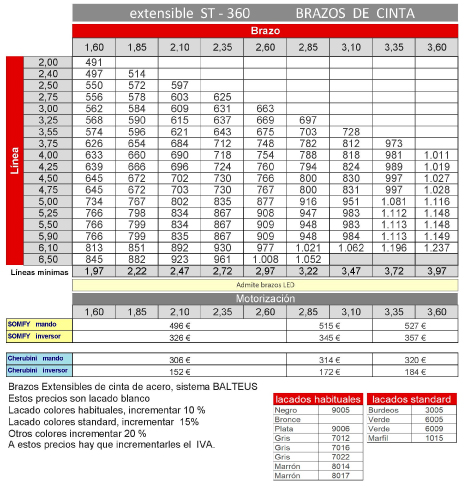 extensible ST - 360 BRAZOS DE CINTA
Brazo
1,60 1,85 2,10 2,35 2,60 2,85 3,10 3,35 3,60
Línea
2,00 491
2,40 497 514
2,50 550 572 597
2,75 556 578 603 625
3,00 562 584 609 631 663
3,25 568 590 615 637 669 697
3,55 574 596 621 643 675 703 728
3,75 626 654 684 712 748 782 812 973
4,00 633 660 690 718 754 788 818 981 1.011
4,25 639 666 696 724 760 794 824 989 1.019
4,50 645 672 702 730 766 800 830 997 1.027
4,75 645 672 703 730 767 800 831 997 1.028
5,00 734 767 802 835 877 916 951 1.081 1.116
5,25 766 798 834 867 908 947 983 1.112 1.148
5,50 766 799 834 867 909 948 983 1.113 1.148
5,90 766 799 835 867 909 948 984 1.113 1.149
6,10 813 851 892 930 977 1.021 1.062 1.196 1.237
6,50 845 882 923 961 1.008 1.052
Líneas mínimas 1,97 2,22 2,47 2,72 2,97 3,22 3,47 3,72 3,97
Admite brazos LED
Motorización
1,60 1,85 2,10 2,35 2,60 2,85 3,10 3,35 3,60
SOMFY mando 496 € 515 € 527 €
SOMFY inversor 326 € 345 € 357 €
Cherubini mando 306 € 314 € 320 €
Cherubini inversor 152 € 172 € 184 €
Brazos Extensibles de cinta de acero, sistema BALTEUS
Estos precios son lacado blanco
Lacado colores habituales, incrementar 10 %
Lacado colores standard, incrementar 15%
Otros colores incrementar 20 %
A estos precios hay que incrementarles el IVA.
lacados habituales
Negro 9005
Bronce
Plata 9006
Gris 7012
Gris 7016
Gris 7022
Marrón 8014
Marrón 8017
lacados standard
Burdeos 3005
Verde 6005
Verde 6009
Marfil 1015